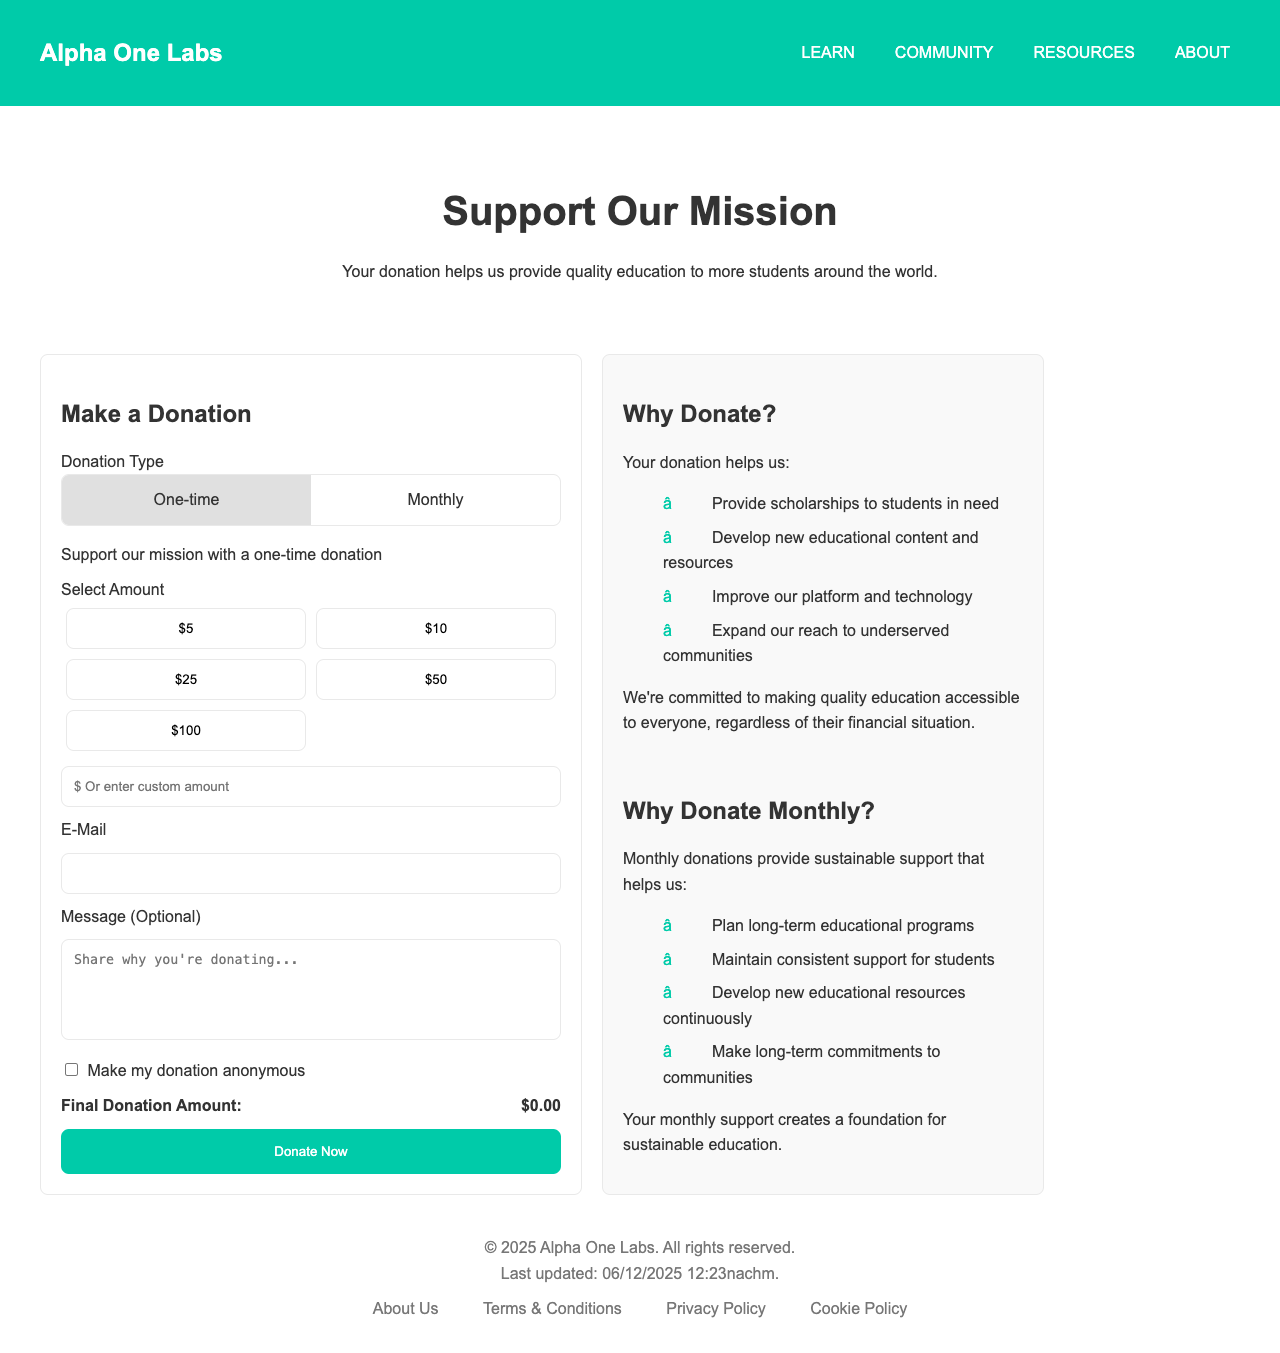 Alpha One Labs
LEARN COMMUNITY RESOURCES ABOUT
Support Our Mission
Your donation helps us provide quality education to more students around the world.
Make a Donation
Donation Type
One-time Monthly
Support our mission with a one-time donation
Select Amount
$5 $10
$25 $50
$100
$ Or enter custom amount
E-Mail
Message (Optional)
Share why you're donating...
Make my donation anonymous
Final Donation Amount: $0.00
Donate Now
Why Donate?
Your donation helps us:
â Provide scholarships to students in need
â Develop new educational content and
resources
â Improve our platform and technology
â Expand our reach to underserved
communities
We're committed to making quality education accessible
to everyone, regardless of their financial situation.
Why Donate Monthly?
Monthly donations provide sustainable support that
helps us:
â Plan long-term educational programs
â Maintain consistent support for students
â Develop new educational resources
continuously
â Make long-term commitments to
communities
Your monthly support creates a foundation for
sustainable education.
© 2025 Alpha One Labs. All rights reserved.
Last updated: 06/12/2025 12:23nachm.
About Us Terms & Conditions Privacy Policy Cookie Policy